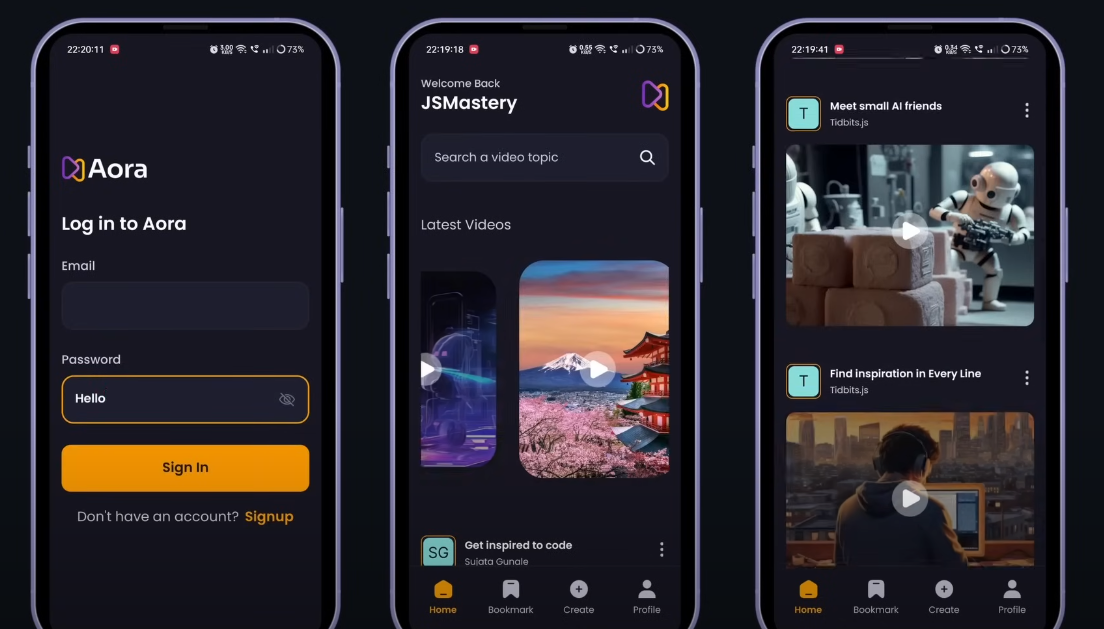 22:20:11
3.00
73%
Aora
Log in to Aora
Email
Password
Hello
Sign In
Don't have an account? Signup
22:19:18
73%
Welcome Back
JSMastery
Search a video topic
Latest Videos
SG
Get inspired to code
Sujata Gunale
Home
Bookmark
Create
Profile
22:19:41
73%
T
Meet small AI friends
Tidbits.js
T
Find inspiration in Every Line
Tidbits.js
Home
Bookmark
Create
Profile